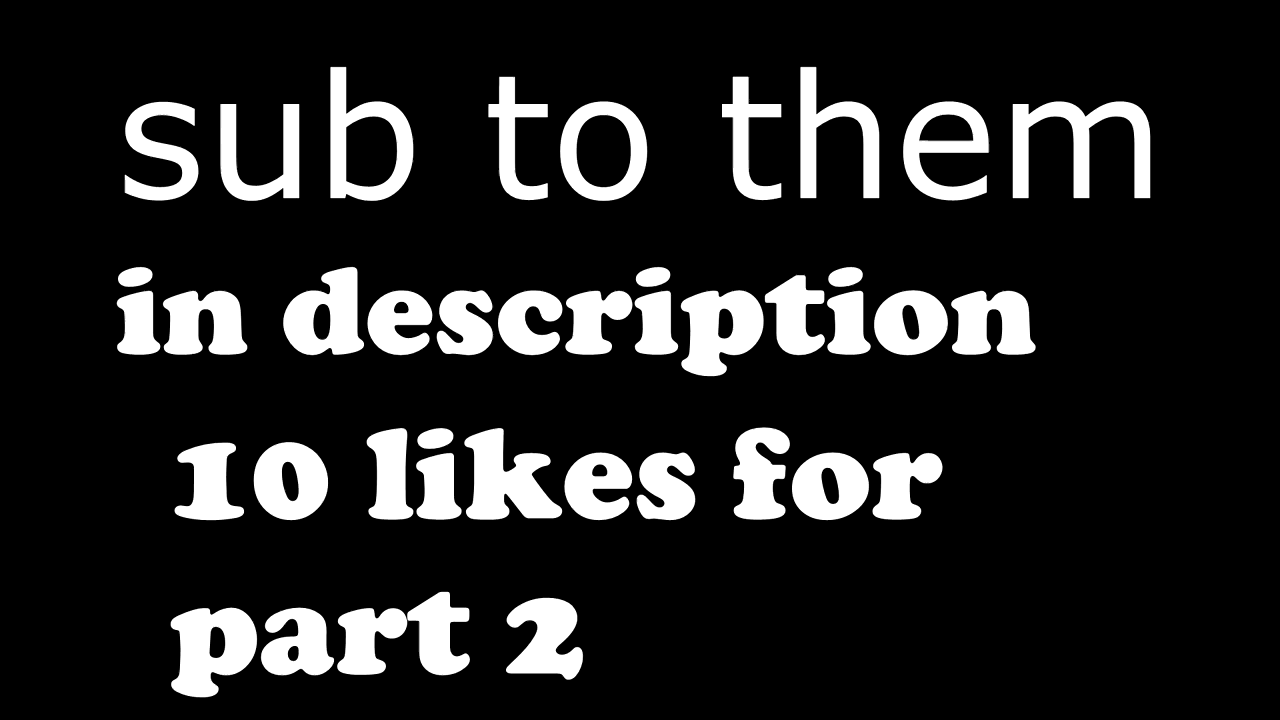 sub to them
in description
10 likes for
part 2